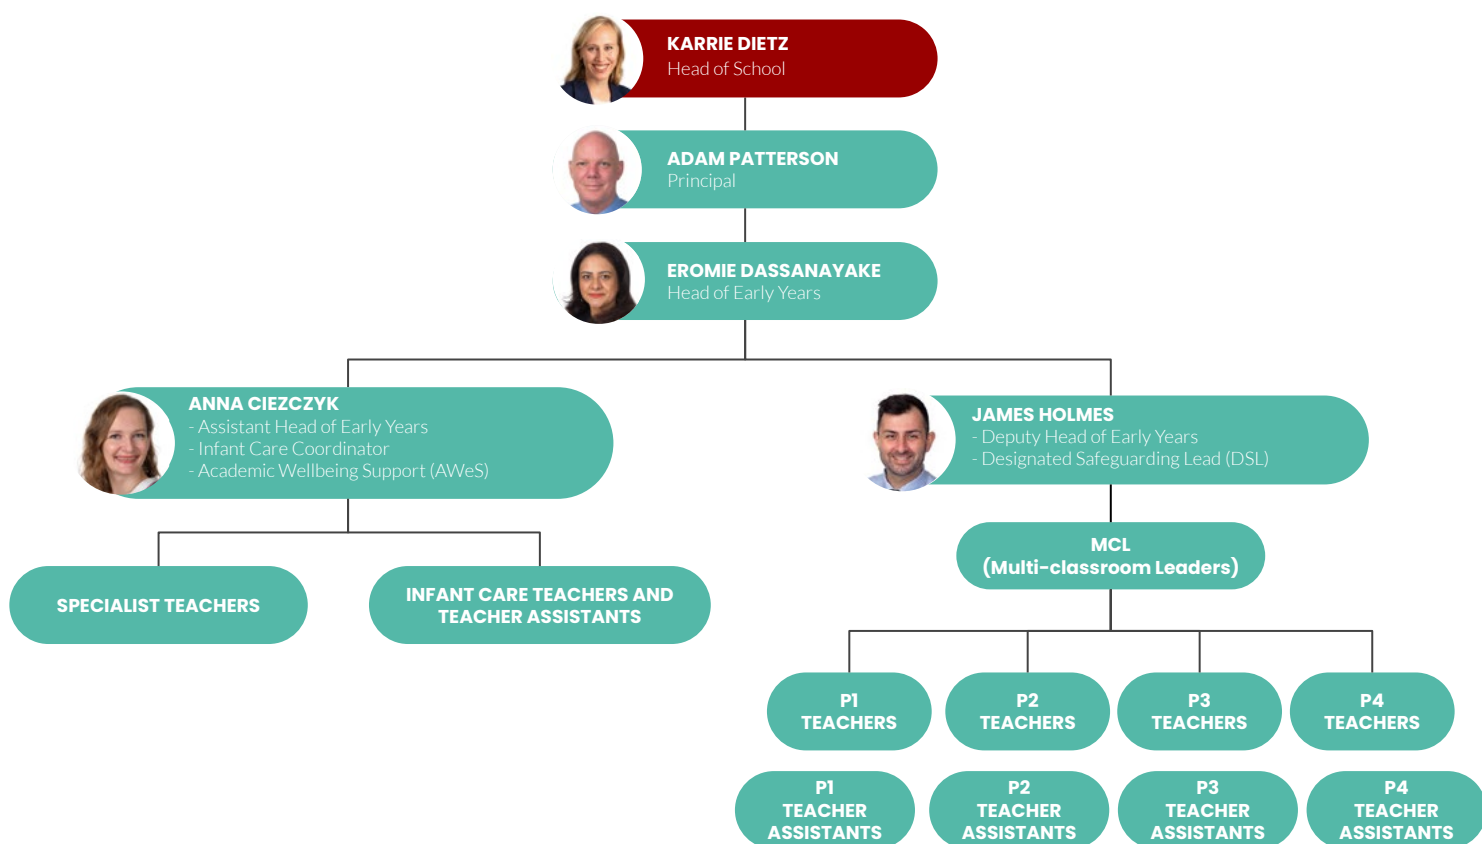 KARRIE DIETZ
Head of School
ADAM PATTERSON
Principal
EROMIE DASSANAYAKE
Head of Early Years
ANNA CIEZCZYK
- Assistant Head of Early Years
- Infant Care Coordinator
- Academic Wellbeing Support (AWeS)
JAMES HOLMES
- Deputy Head of Early Years
- Designated Safeguarding Lead (DSL)
MCL
(Multi-classroom Leaders)
SPECIALIST TEACHERS
INFANT CARE TEACHERS AND
TEACHER ASSISTANTS
P1
TEACHERS
P2
TEACHERS
P3
TEACHERS
P4
TEACHERS
P1
TEACHER
ASSISTANTS
P2
TEACHER
ASSISTANTS
P3
TEACHER
ASSISTANTS
P4
TEACHER
ASSISTANTS